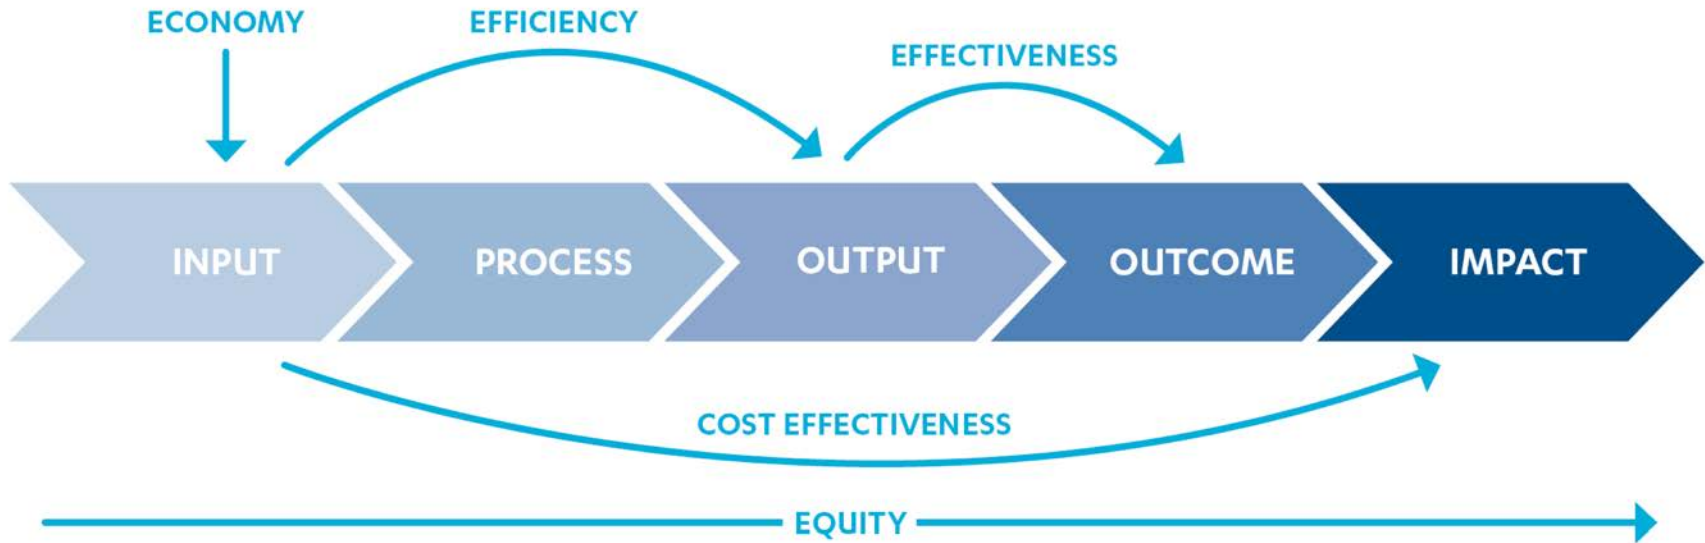 ECONOMY
EFFICIENCY
EFFECTIVENESS
INPUT
PROCESS
OUTPUT
OUTCOME
IMPACT
COST EFFECTIVENESS
EQUITY